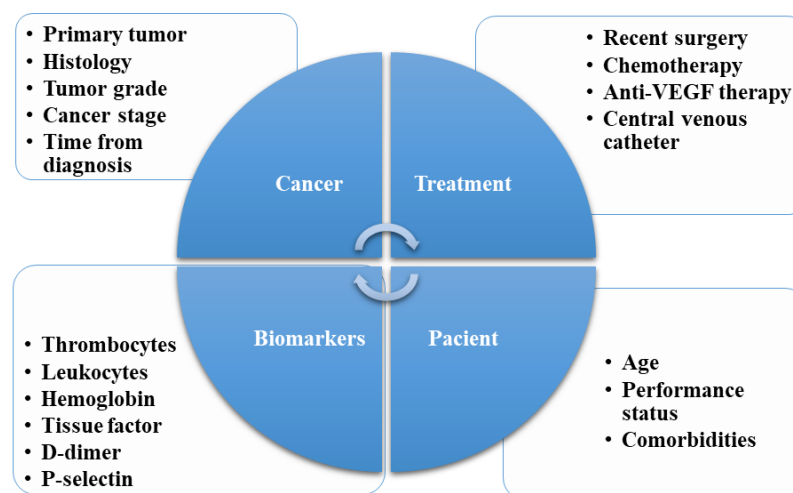 • Primary tumor
• Histology
• Tumor grade
• Cancer stage
• Time from
diagnosis
• Recent surgery
• Chemotherapy
• Anti-VEGF therapy
• Central venous
catheter
Cancer
Treatment
Biomarkers
Pacient
• Thrombocytes
• Leukocytes
• Hemoglobin
• Tissue factor
• D-dimer
• P-selectin
• Age
• Performance
status
• Comorbidities